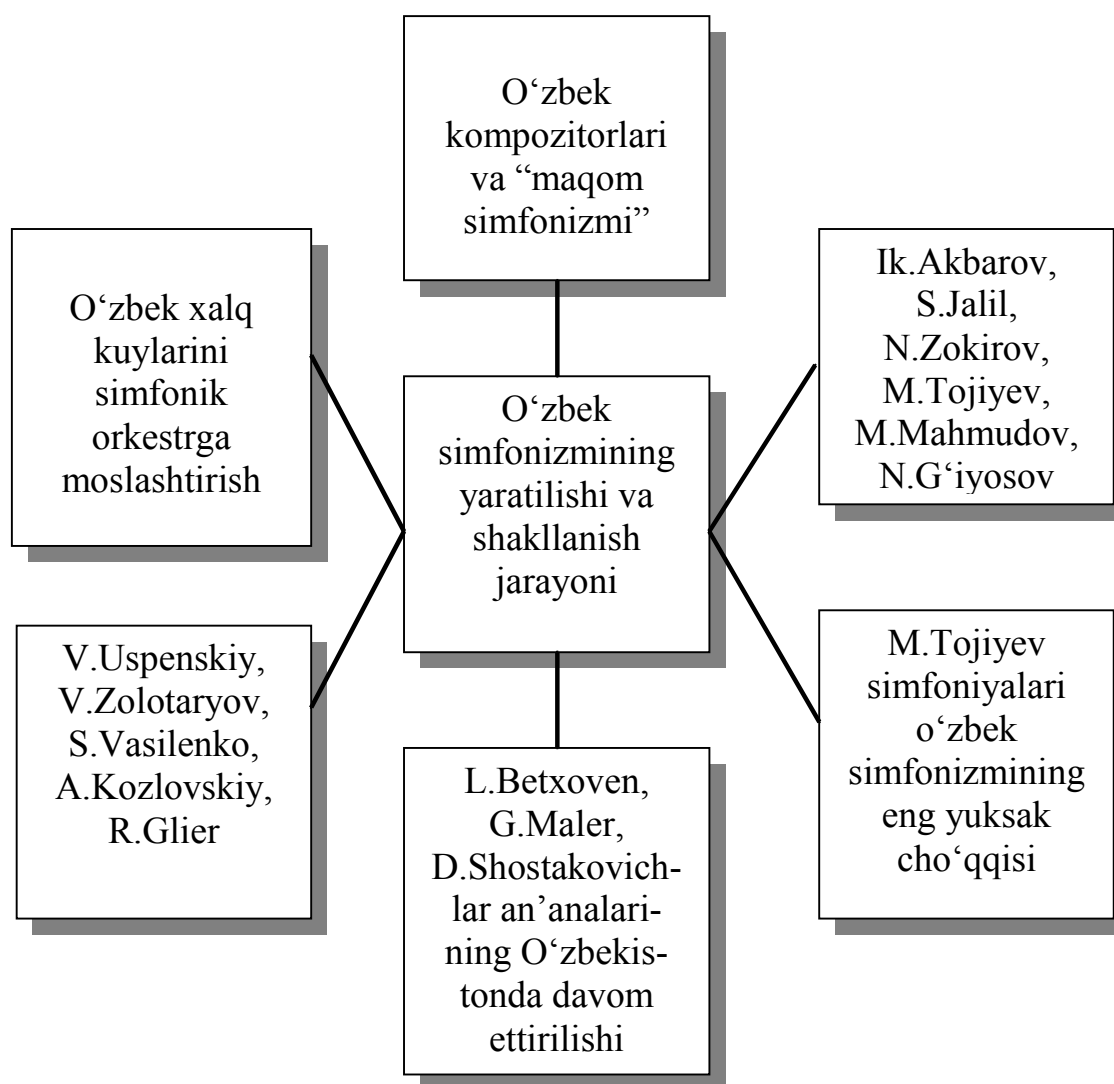 O‘zbek
kompozitorlari
va “maqom
simfonizmi”
O‘zbek xalq
kuylarini
simfonik
orkestrga
moslashtirish
Ik.Akbarov,
S.Jalil,
N.Zokirov,
M.Tojiyev,
M.Mahmudov,
N.G‘iyosov
O‘zbek
simfonizmining
yaratilishi va
shakllanish
jarayoni
V.Uspenskiy,
V.Zolotaryov,
S.Vasilenko,
A.Kozlovskiy,
R.Glier
L.Betxoven,
G.Maler,
D.Shostakovich-
lar an’analari-
ning O‘zbekis-
tonda davom
ettirilishi
M.Tojiyev
simfoniyalari
o‘zbek
simfonizmining
eng yuksak
cho‘qqisi